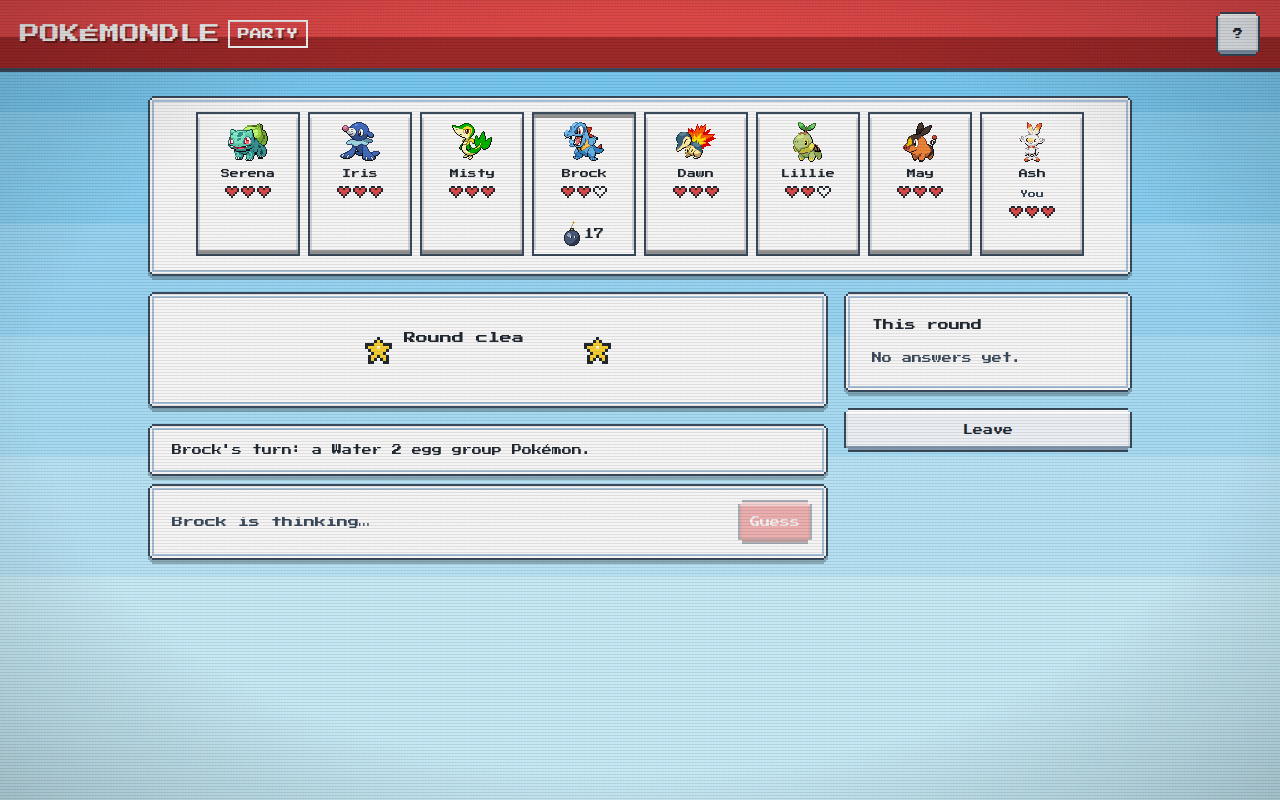 POKéMONDLE PARTY
?
Serena
Iris
Misty
Brock
Dawn
Lillie
May
Ash
You
17
Round clea
This round
No answers yet.
Leave
Brock's turn: a Water 2 egg group Pokémon.
Brock is thinking…
Guess